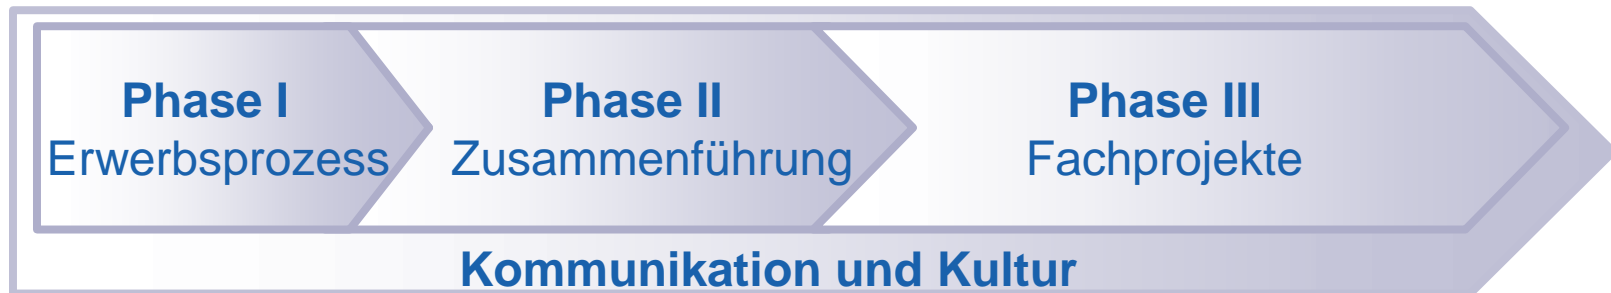 Phase I
Erwerbsprozess
Phase II
Zusammenführung
Phase III
Fachprojekte
Kommunikation und Kultur